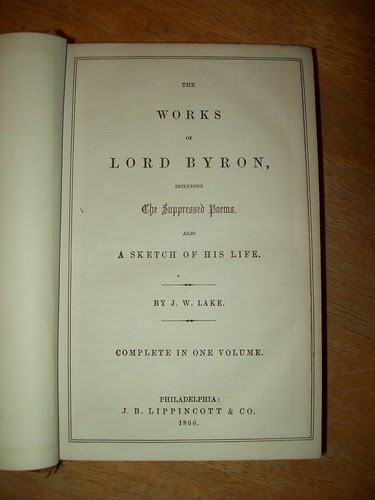 THE
WORKS
OF
LORD BYRON,
INCLUDING
The Suppressed Poems.
ALSO
A SKETCH OF HIS LIFE.
BY J. W. LAKE.
COMPLETE IN ONE VOLUME.
PHILADELPHIA:
J. B. LIPPINCOTT & CO.
1866.